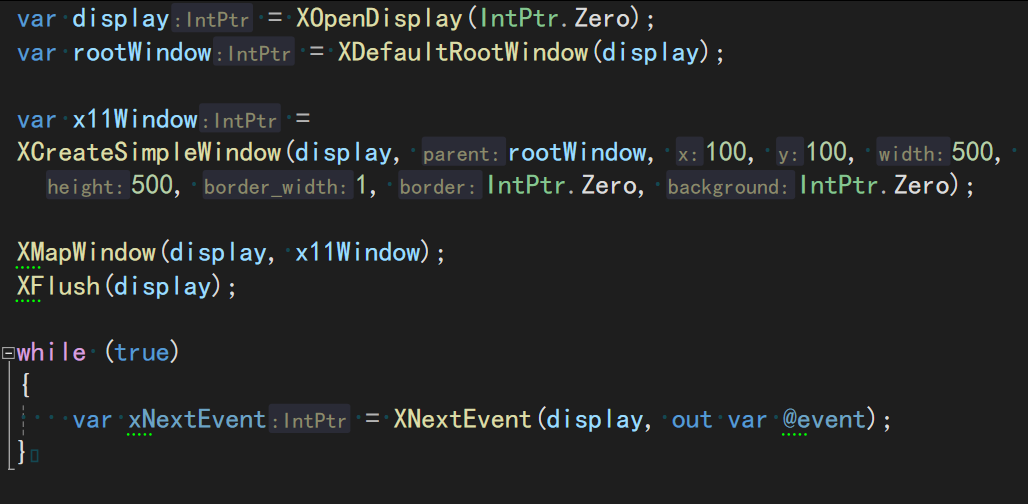 var display:IntPtr = XOpenDisplay(IntPtr.Zero);
var rootWindow:IntPtr = XDefaultRootWindow(display);
var x11Window:IntPtr =
XCreateSimpleWindow(display, parent:rootWindow, x:100, y:100, width:500,
height:500, border_width:1, border:IntPtr.Zero, background:IntPtr.Zero);
XMapWindow(display, x11Window);
XFlush(display);
while (true)
{
var xNextEvent:IntPtr = XNextEvent(display, out var @event);
}